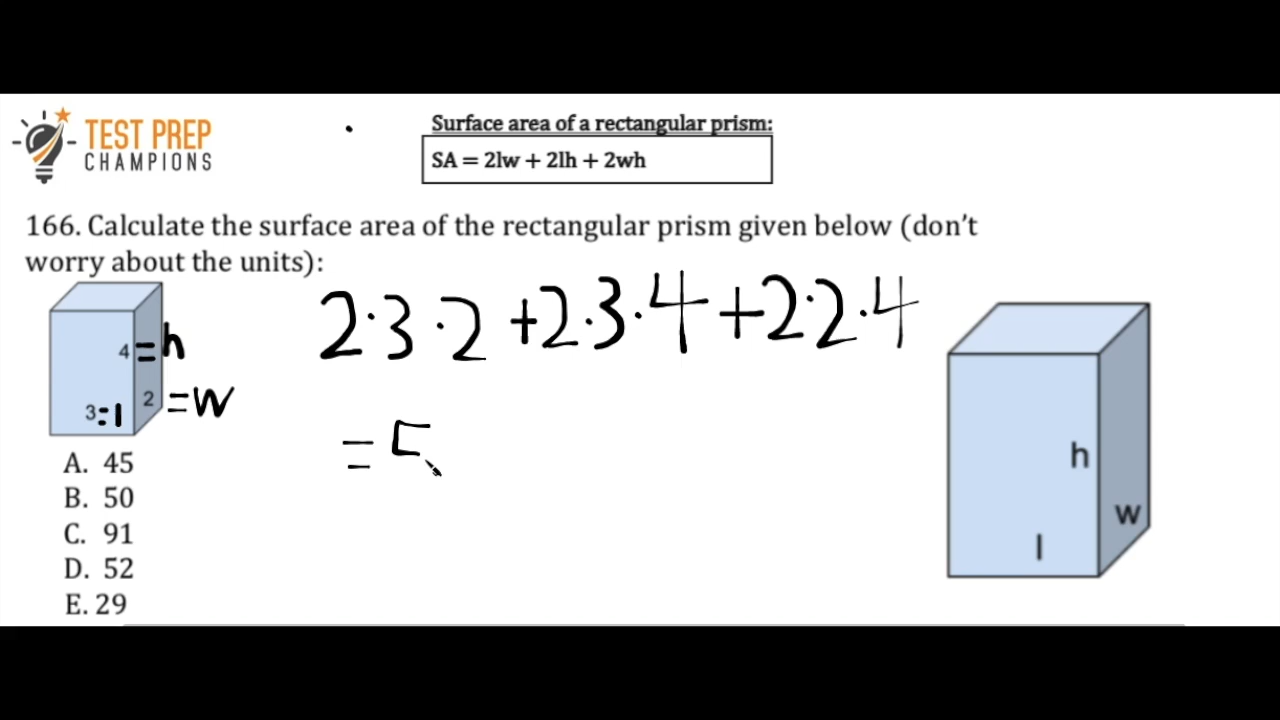 TEST PREP
CHAMPIONS
Surface area of a rectangular prism:
SA = 2lw + 2lh + 2wh
166. Calculate the surface area of the rectangular prism given below (don't
worry about the units):
2·3·2 +2·3·4 +2·2·4
4 = h
2 = w
3 = l
= 5
A. 45
B. 50
C. 91
D. 52
E. 29
h
w
l